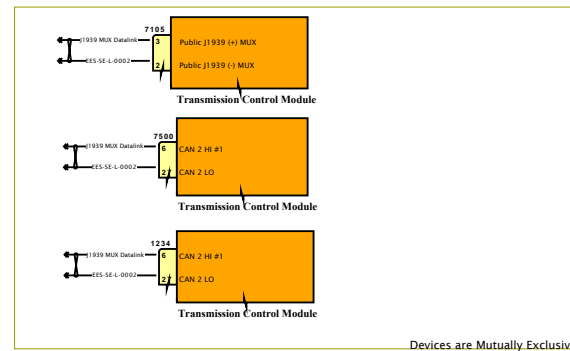 7105
J1939 MUX Datalink 3 Public J1939 (+) MUX
EES-SE-L-0002 2 Public J1939 (-) MUX
Transmission Control Module
7500
J1939 MUX Datalink 6 CAN 2 HI #1
EES-SE-L-0002 27 CAN 2 LO
Transmission Control Module
1234
J1939 MUX Datalink 6 CAN 2 HI #1
EES-SE-L-0002 27 CAN 2 LO
Transmission Control Module
Devices are Mutually Exclusiv